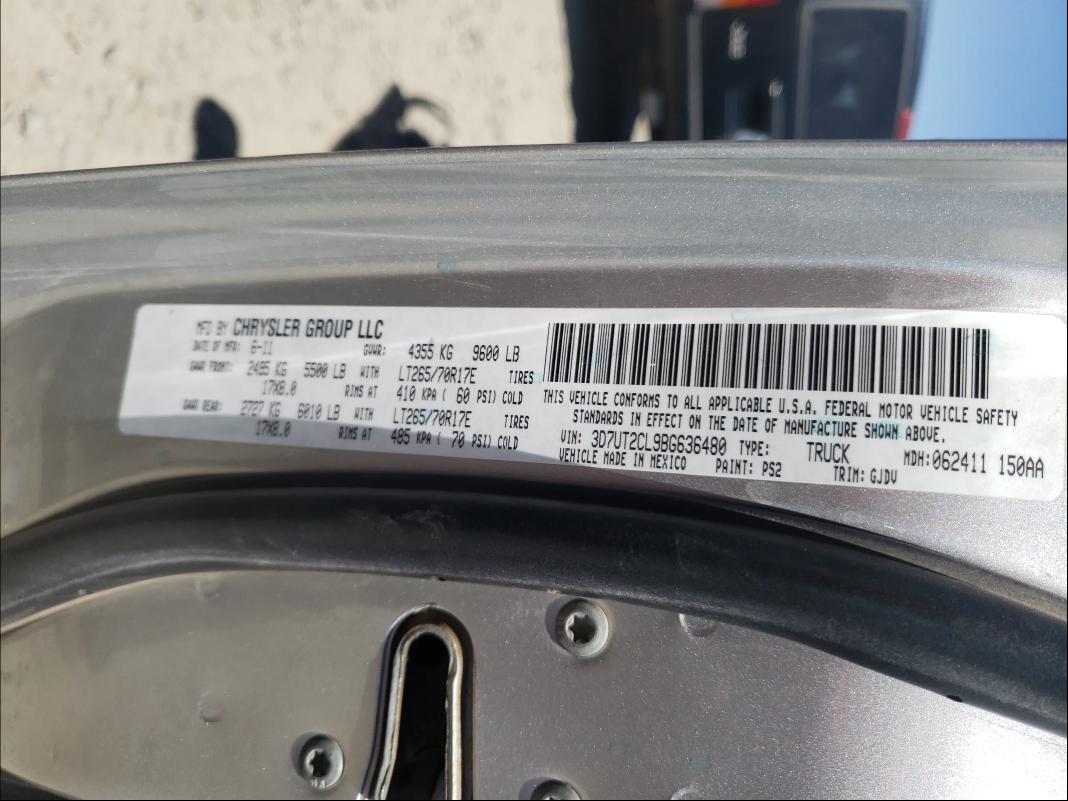 MFD BY CHRYSLER GROUP LLC
DATE OF MFR: 6-11 GVWR: 4355 KG 9600 LB
GAWR FRONT: 2495 KG 5500 LB WITH LT265/70R17E TIRES
17X8.0 RIMS AT 410 KPA ( 60 PSI) COLD
GAWR REAR: 2727 KG 6010 LB WITH LT265/70R17E TIRES
17X8.0 RIMS AT 485 KPA ( 70 PSI) COLD
THIS VEHICLE CONFORMS TO ALL APPLICABLE U.S.A. FEDERAL MOTOR VEHICLE SAFETY
STANDARDS IN EFFECT ON THE DATE OF MANUFACTURE SHOWN ABOVE.
VIN: 3D7UT2CL9BG636480 TYPE: TRUCK MDH:062411 150AA
VEHICLE MADE IN MEXICO PAINT: PS2 TRIM: GJDV